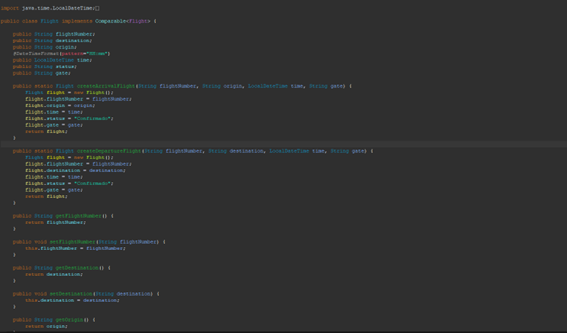 import java.time.LocalDateTime;
public class Flight implements Comparable<Flight> {
public String flightNumber;
public String destination;
public String origin;
@DateTimeFormat(pattern="HH:mm")
public LocalDateTime time;
public String status;
public String gate;
public static Flight createArrivalFlight(String flightNumber, String origin, LocalDateTime time, String gate) {
Flight flight = new Flight();
flight.flightNumber = flightNumber;
flight.origin = origin;
flight.time = time;
flight.status = "Confirmado";
flight.gate = gate;
return flight;
}
public static Flight createDepartureFlight(String flightNumber, String destination, LocalDateTime time, String gate) {
Flight flight = new Flight();
flight.flightNumber = flightNumber;
flight.destination = destination;
flight.time = time;
flight.status = "Confirmado";
flight.gate = gate;
return flight;
}
public String getFlightNumber() {
return flightNumber;
}
public void setFlightNumber(String flightNumber) {
this.flightNumber = flightNumber;
}
public String getDestination() {
return destination;
}
public void setDestination(String destination) {
this.destination = destination;
}
public String getOrigin() {
return origin;